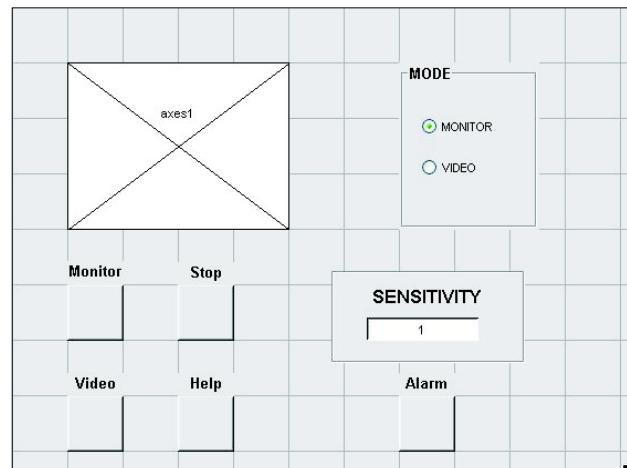 MODE
axes1
MONITOR
VIDEO
Monitor
Stop
SENSITIVITY
1
Video
Help
Alarm